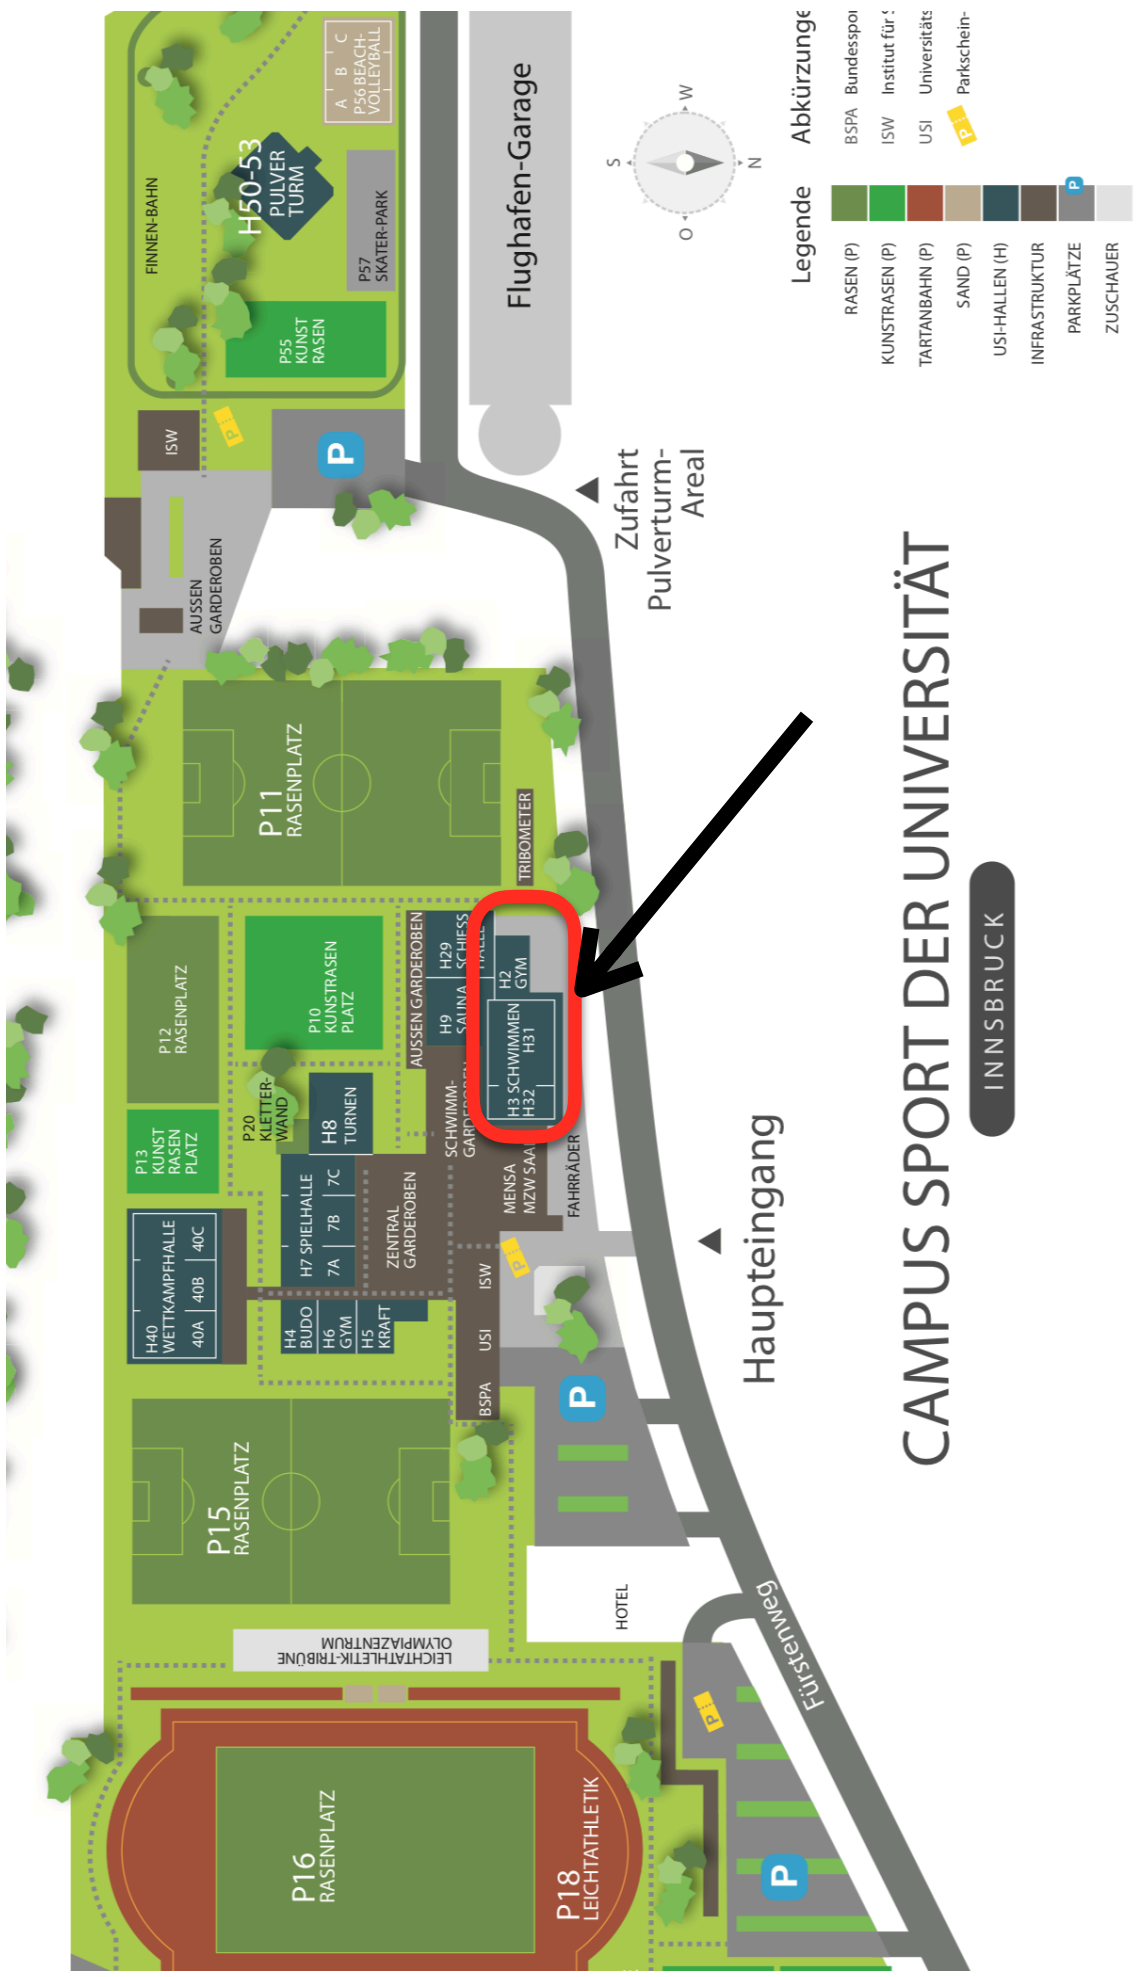 CAMPUS SPORT DER UNIVERSITÄT
INNSBRUCK
Legende
RASEN (P)
KUNSTRASEN (P)
TARTANBAHN (P)
SAND (P)
USI-HALLEN (H)
INFRASTRUKTUR
PARKPLÄTZE
P
ZUSCHAUER
Abkürzunge
BSPA Bundesspo
ISW Institut für
USI Universitäts
P Parkschein-
S
W
N
O
Flughafen-Garage
Zufahrt
Pulverturm-
Areal
Haupteingang
Fürstenweg
FINNEN-BAHN
A B C
P56 BEACH-
VOLLEYBALL
H50-53
PULVER
TURM
P57
SKATER-PARK
P55
KUNST
RASEN
ISW
P
P
AUSSEN
GARDEROBEN
P11
RASENPLATZ
TRIBOMETER
P12
RASENPLATZ
P10
KUNSTRASEN
PLATZ
P13
KUNST
RASEN
PLATZ
P20
KLETTER-
WAND
H8
TURNEN
AUSSEN GARDEROBEN
H29
SCHIESS
HALLE
H9
SAUNA
H2
GYM
H3 SCHWIMMEN
H32 H31
SCHWIMM-
GARDEROBEN
MENSA
MZW SAAL
FAHRRÄDER
H40
WETTKAMPFHALLE
40A 40B 40C
H7 SPIELHALLE
7A 7B 7C
ZENTRAL
GARDEROBEN
H4
BUDO
H6
GYM
H5
KRAFT
BSPA USI ISW
P
P
P15
RASENPLATZ
HOTEL
LEICHTATHLETIK-TRIBÜNE
OLYMPIAZENTRUM
P16
RASENPLATZ
P18
LEICHTATHLETIK
P
P